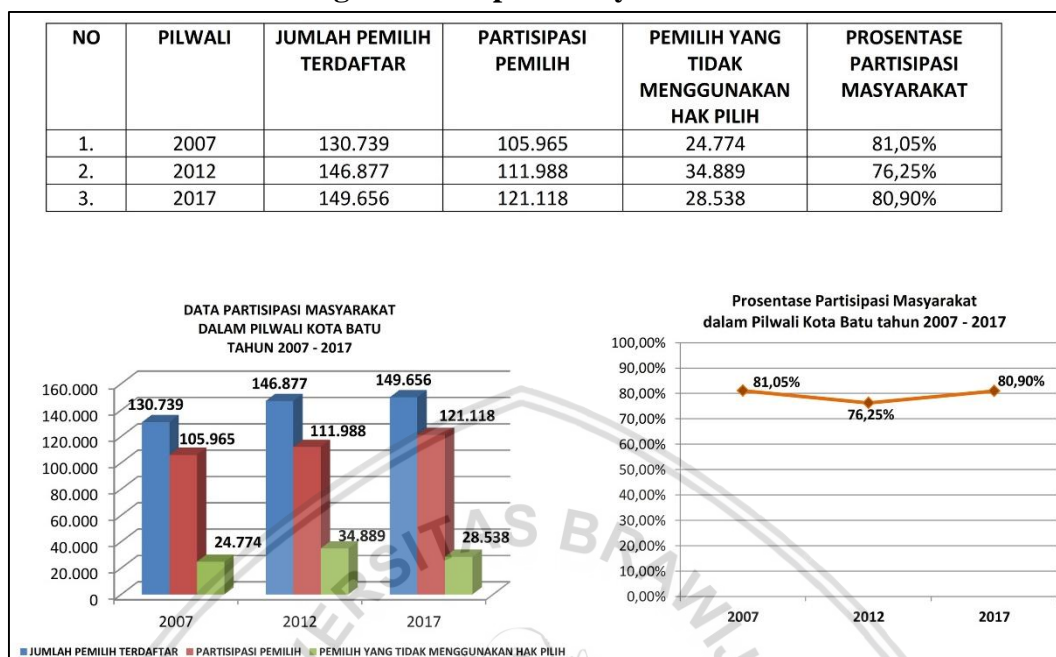 NO PILWALI JUMLAH PEMILIH TERDAFTAR PARTISIPASI PEMILIH PEMILIH YANG TIDAK MENGGUNAKAN HAK PILIH PROSENTASE PARTISIPASI MASYARAKAT
1. 2007 130.739 105.965 24.774 81,05%
2. 2012 146.877 111.988 34.889 76,25%
3. 2017 149.656 121.118 28.538 80,90%
DATA PARTISIPASI MASYARAKAT
DALAM PILWALI KOTA BATU
TAHUN 2007 - 2017
160.000
140.000
120.000
100.000
80.000
60.000
40.000
20.000
0
130.739
105.965
24.774
146.877
111.988
34.889
149.656
121.118
28.538
2007 2012 2017
JUMLAH PEMILIH TERDAFTAR PARTISIPASI PEMILIH PEMILIH YANG TIDAK MENGGUNAKAN HAK PILIH
Prosentase Partisipasi Masyarakat
dalam Pilwali Kota Batu tahun 2007 - 2017
100,00%
90,00%
80,00%
70,00%
60,00%
50,00%
40,00%
30,00%
20,00%
10,00%
0,00%
81,05%
76,25%
80,90%
2007 2012 2017